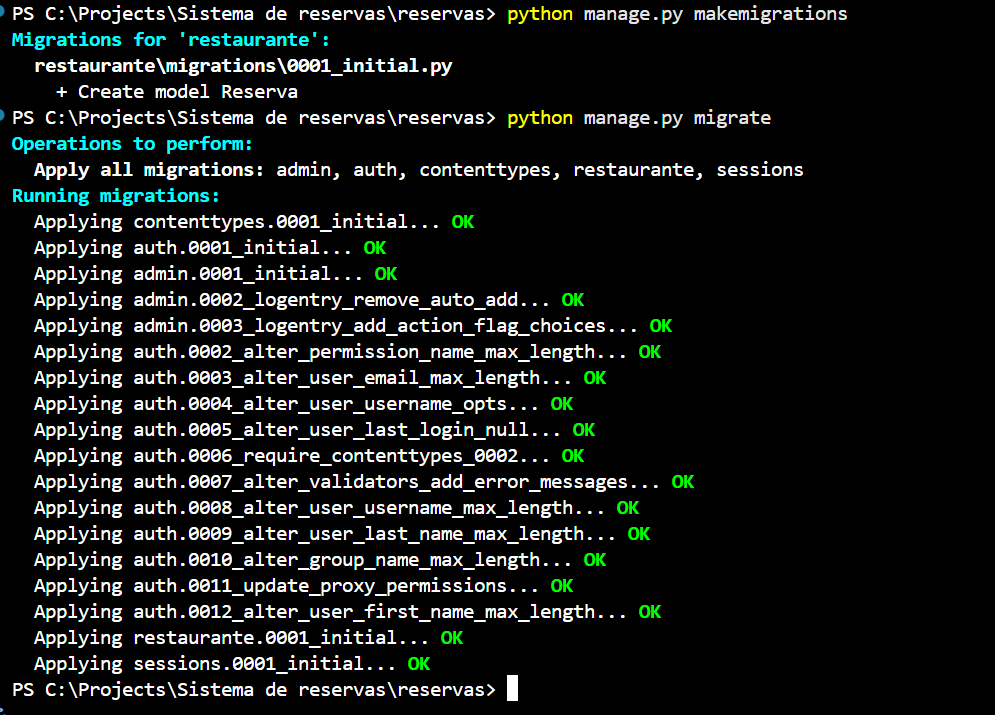 PS C:\Projects\Sistema de reservas\reservas> python manage.py makemigrations
Migrations for 'restaurante':
  restaurante\migrations\0001_initial.py
    + Create model Reserva
PS C:\Projects\Sistema de reservas\reservas> python manage.py migrate
Operations to perform:
  Apply all migrations: admin, auth, contenttypes, restaurante, sessions
Running migrations:
  Applying contenttypes.0001_initial... OK
  Applying auth.0001_initial... OK
  Applying admin.0001_initial... OK
  Applying admin.0002_logentry_remove_auto_add... OK
  Applying admin.0003_logentry_add_action_flag_choices... OK
  Applying auth.0002_alter_permission_name_max_length... OK
  Applying auth.0003_alter_user_email_max_length... OK
  Applying auth.0004_alter_user_username_opts... OK
  Applying auth.0005_alter_user_last_login_null... OK
  Applying auth.0006_require_contenttypes_0002... OK
  Applying auth.0007_alter_validators_add_error_messages... OK
  Applying auth.0008_alter_user_username_max_length... OK
  Applying auth.0009_alter_user_last_name_max_length... OK
  Applying auth.0010_alter_group_name_max_length... OK
  Applying auth.0011_update_proxy_permissions... OK
  Applying auth.0012_alter_user_first_name_max_length... OK
  Applying restaurante.0001_initial... OK
  Applying sessions.0001_initial... OK
PS C:\Projects\Sistema de reservas\reservas>